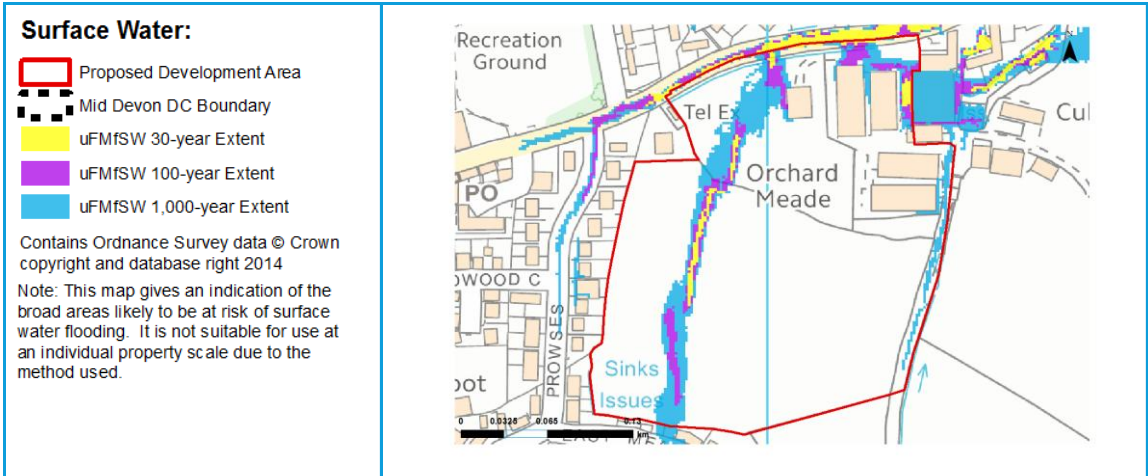 Surface Water:
Proposed Development Area
Mid Devon DC Boundary
uFMfSW 30-year Extent
uFMfSW 100-year Extent
uFMfSW 1,000-year Extent
Contains Ordnance Survey data © Crown
copyright and database right 2014
Note: This map gives an indication of the
broad areas likely to be at risk of surface
water flooding. It is not suitable for use at
an individual property scale due to the
method used.
Recreation
Ground
N
Tel Ex
Cul
PO
Orchard
Meade
WOOD C
PROWSES
Sinks
Issues
pot
0 0.0325 0.065 0.13
km